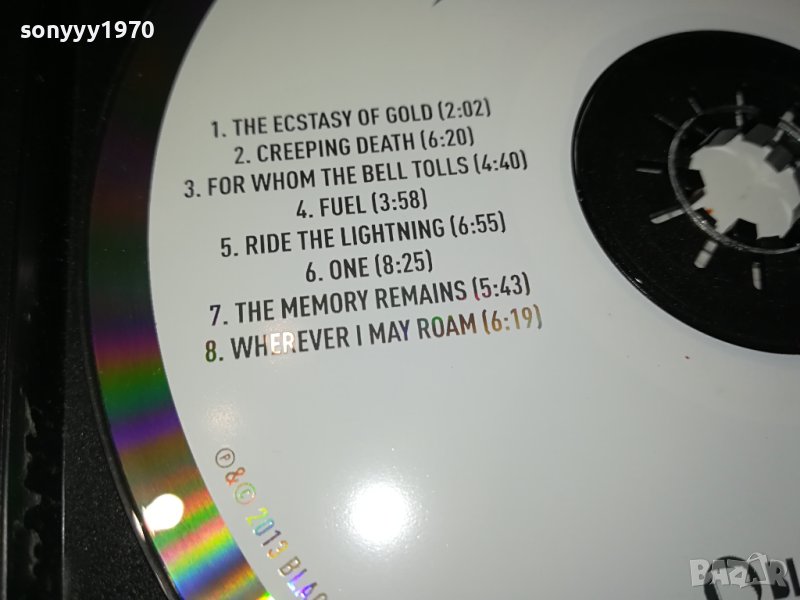 sonyyy1970
1. THE ECSTASY OF GOLD (2:02)
2. CREEPING DEATH (6:20)
3. FOR WHOM THE BELL TOLLS (4:40)
4. FUEL (3:58)
5. RIDE THE LIGHTNING (6:55)
6. ONE (8:25)
7. THE MEMORY REMAINS (5:43)
8. WHEREVER I MAY ROAM (6:19)
℗&© 2013
Bazar